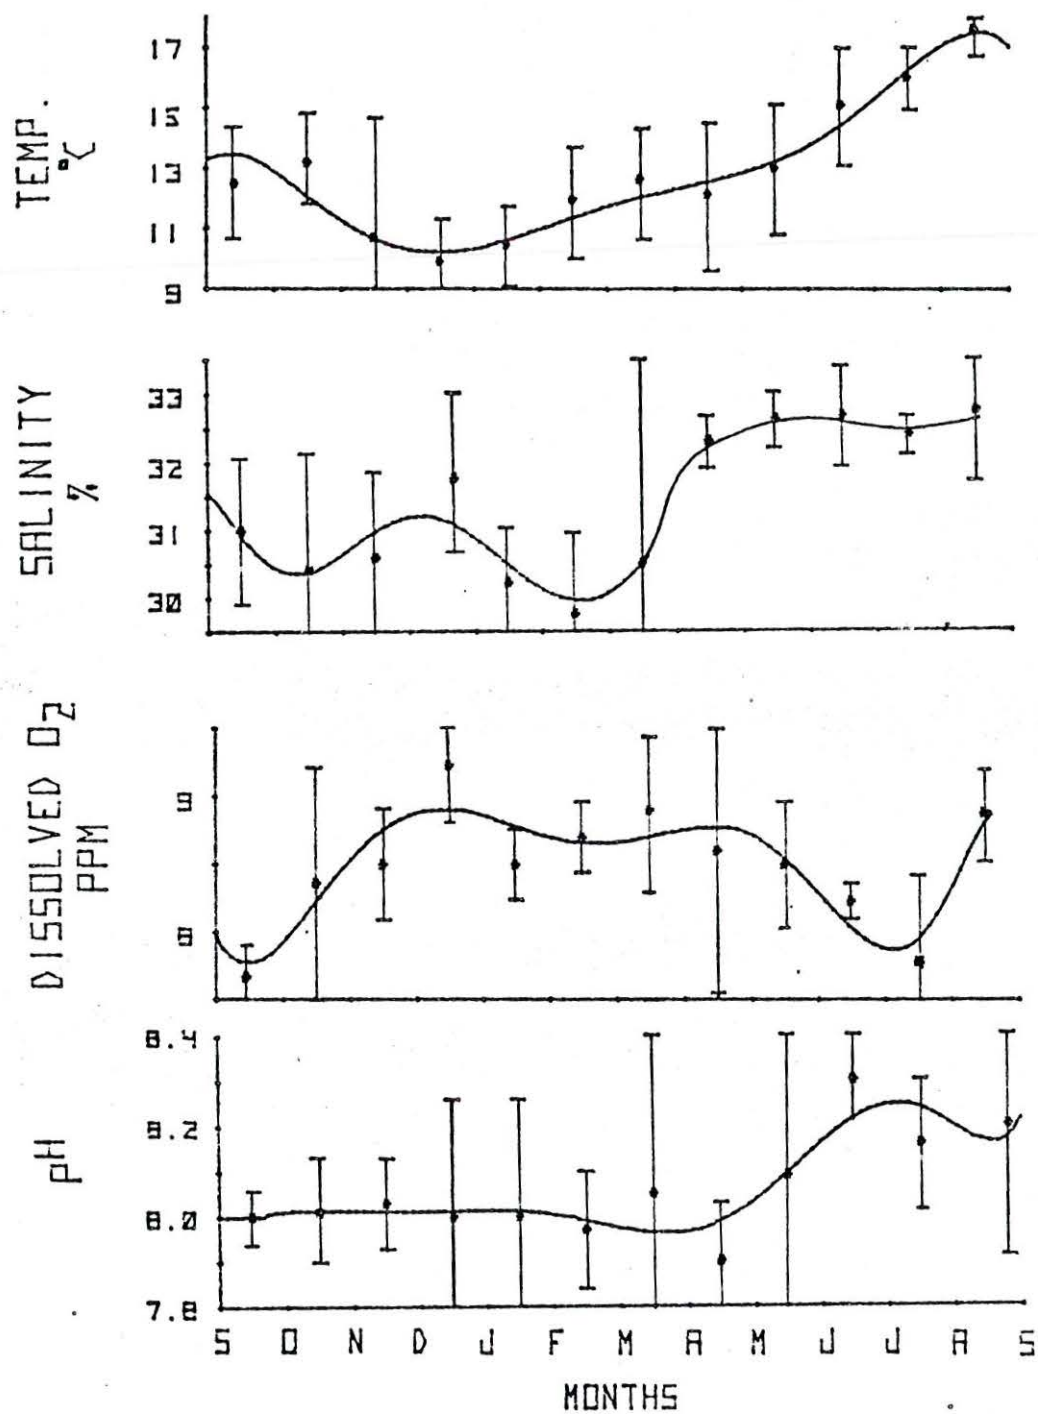 TEMP.
°C
17
15
13
11
9
SALINITY
%
33
32
31
30
DISSOLVED O2
PPM
9
8
pH
8.4
8.2
8.0
7.8
S O N D J F M A M J J A S
MONTHS